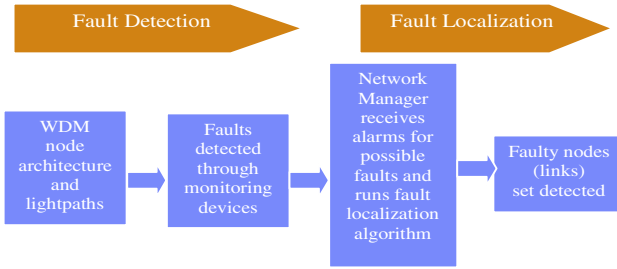 Fault Detection
Fault Localization
WDM
node
architecture
and
lightpaths
Faults
detected
through
monitoring
devices
Network
Manager
receives
alarms for
possible
faults and
runs fault
localization
algorithm
Faulty nodes
(links)
set detected